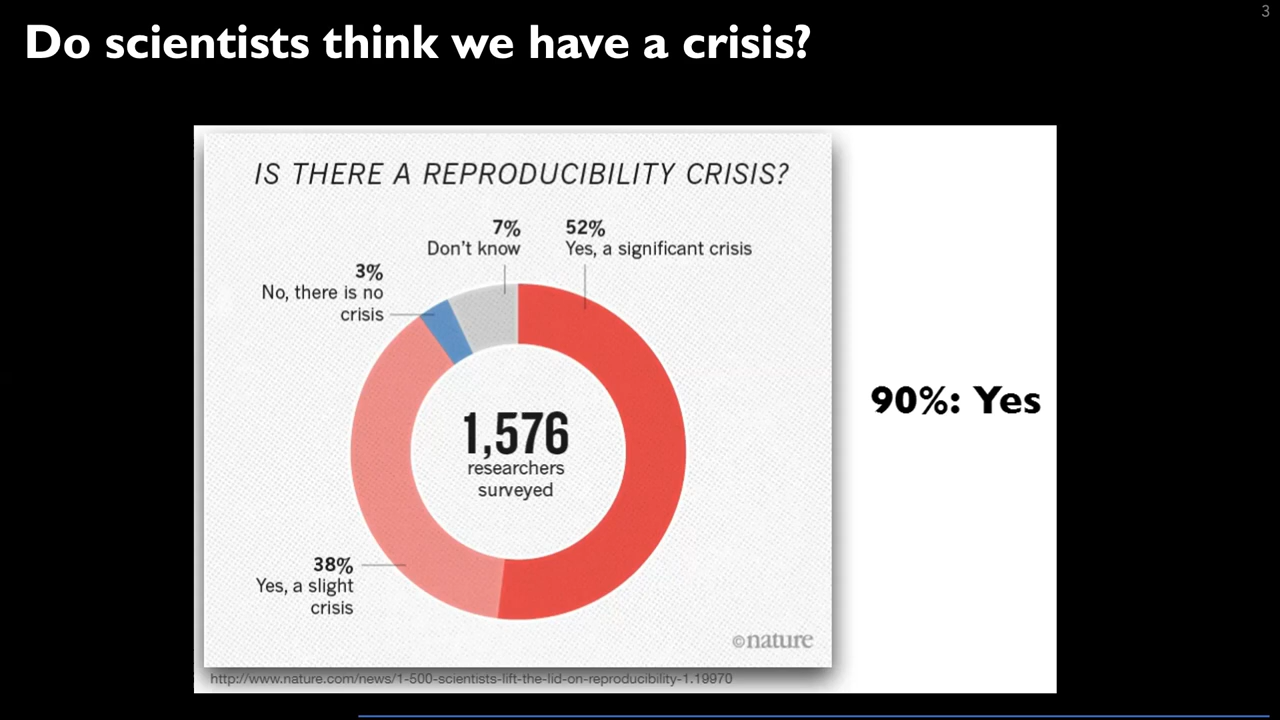 3
Do scientists think we have a crisis?
IS THERE A REPRODUCIBILITY CRISIS?
7%
Don't know
52%
Yes, a significant crisis
3%
No, there is no
crisis
1,576
researchers
surveyed
90%: Yes
38%
Yes, a slight
crisis
©nature
http://www.nature.com/news/1-500-scientists-lift-the-lid-on-reproducibility-1.19970